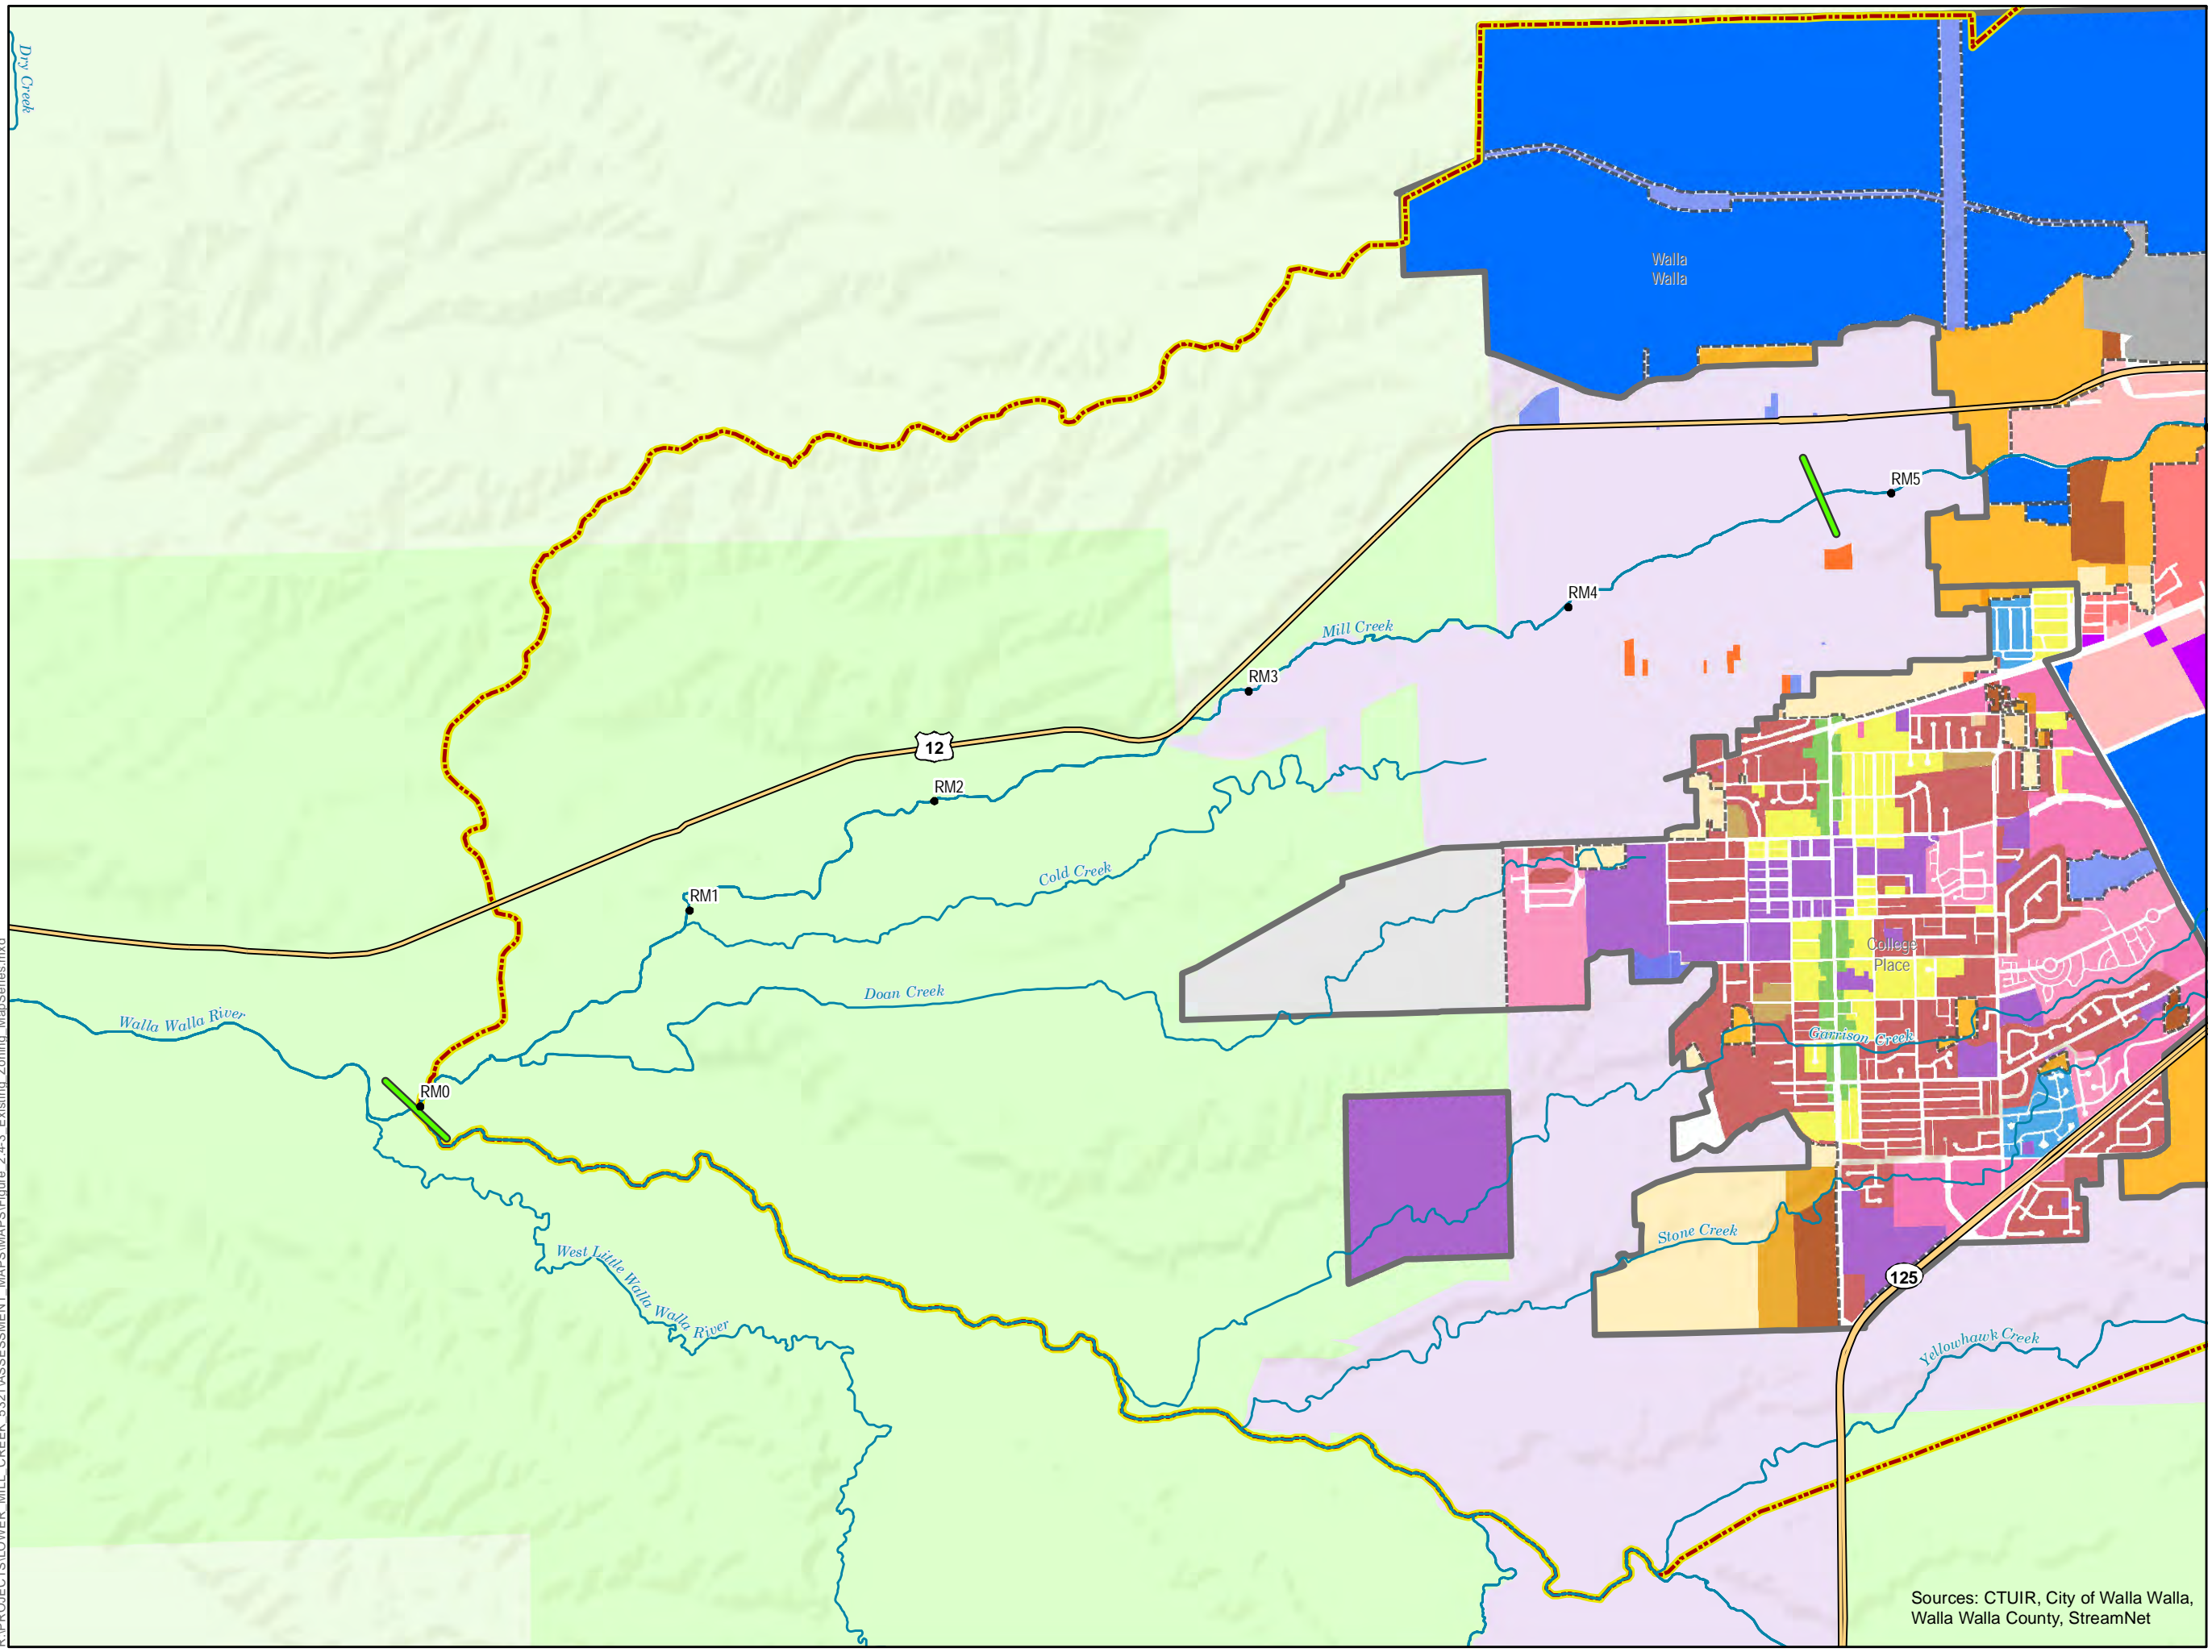 Dry Creek
Walla
Walla
RM5
RM4
Mill Creek
RM3
12
RM2
Cold Creek
RM1
College
Place
Doan Creek
Walla Walla River
Garrison Creek
RM0
Stone Creek
West Little Walla Walla River
125
Yellowhawk Creek
Sources: CTUIR, City of Walla Walla,
Walla Walla County, StreamNet